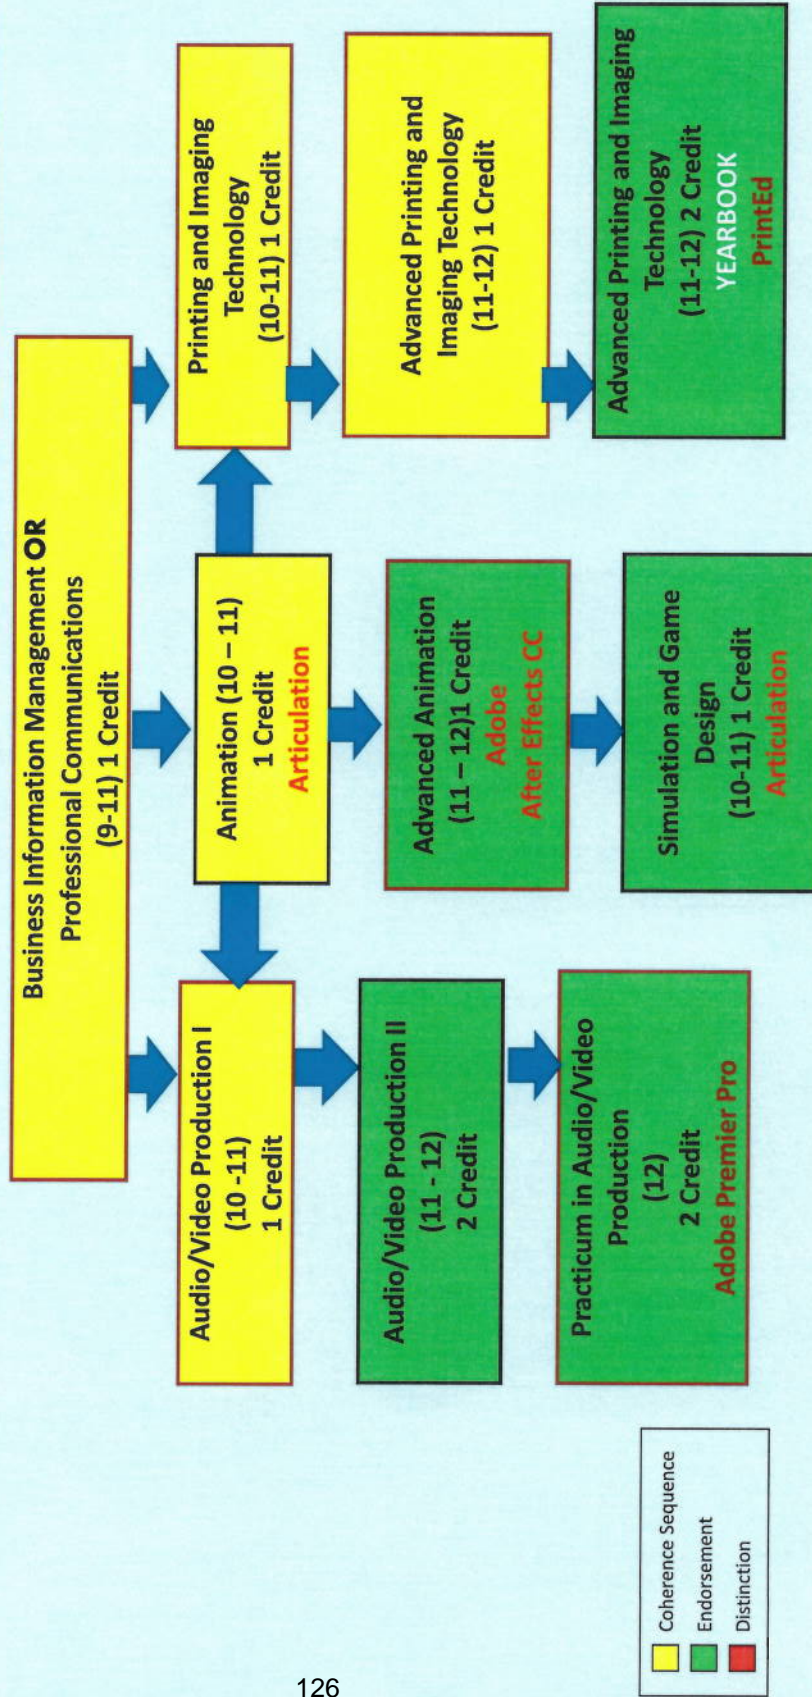 Business Information Management OR
Professional Communications
(9-11) 1 Credit
Audio/Video Production I
(10 -11)
1 Credit
Animation (10 – 11)
1 Credit
Articulation
Printing and Imaging
Technology
(10-11) 1 Credit
Audio/Video Production II
(11 - 12)
2 Credit
Advanced Animation
(11 – 12)1 Credit
Adobe
After Effects CC
Advanced Printing and
Imaging Technology
(11-12) 1 Credit
Practicum in Audio/Video
Production
(12)
2 Credit
Adobe Premier Pro
Simulation and Game
Design
(10-11) 1 Credit
Articulation
Advanced Printing and Imaging
Technology
(11-12) 2 Credit
YEARBOOK
PrintEd
Coherence Sequence
Endorsement
Distinction
126